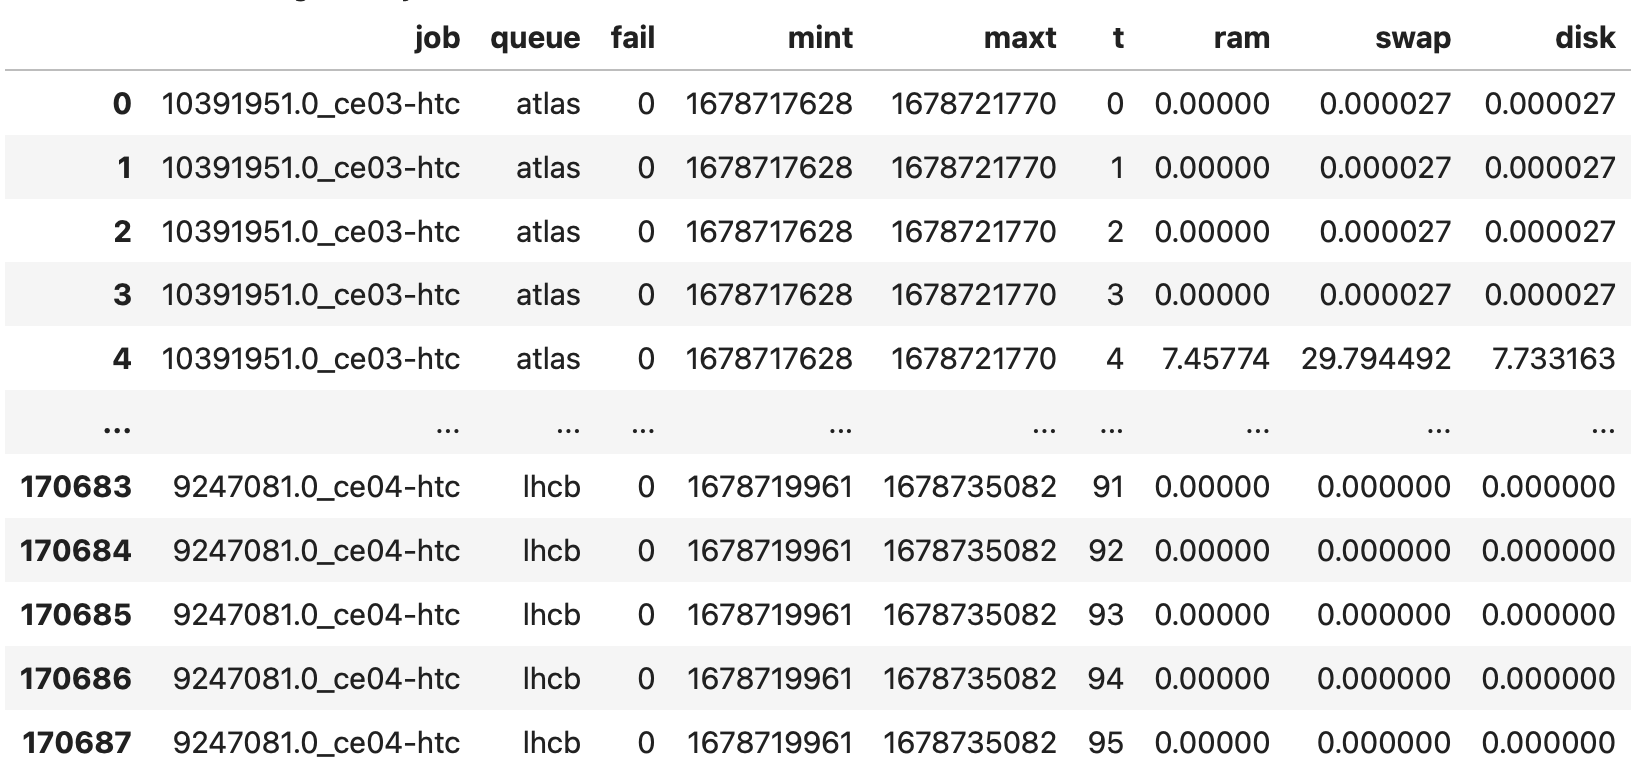 job queue fail mint maxt t ram swap disk
0 10391951.0_ce03-htc atlas 0 1678717628 1678721770 0 0.00000 0.000027 0.000027
1 10391951.0_ce03-htc atlas 0 1678717628 1678721770 1 0.00000 0.000027 0.000027
2 10391951.0_ce03-htc atlas 0 1678717628 1678721770 2 0.00000 0.000027 0.000027
3 10391951.0_ce03-htc atlas 0 1678717628 1678721770 3 0.00000 0.000027 0.000027
4 10391951.0_ce03-htc atlas 0 1678717628 1678721770 4 7.45774 29.794492 7.733163
... ... ... ... ... ... ... ... ... ...
170683 9247081.0_ce04-htc lhcb 0 1678719961 1678735082 91 0.00000 0.000000 0.000000
170684 9247081.0_ce04-htc lhcb 0 1678719961 1678735082 92 0.00000 0.000000 0.000000
170685 9247081.0_ce04-htc lhcb 0 1678719961 1678735082 93 0.00000 0.000000 0.000000
170686 9247081.0_ce04-htc lhcb 0 1678719961 1678735082 94 0.00000 0.000000 0.000000
170687 9247081.0_ce04-htc lhcb 0 1678719961 1678735082 95 0.00000 0.000000 0.000000